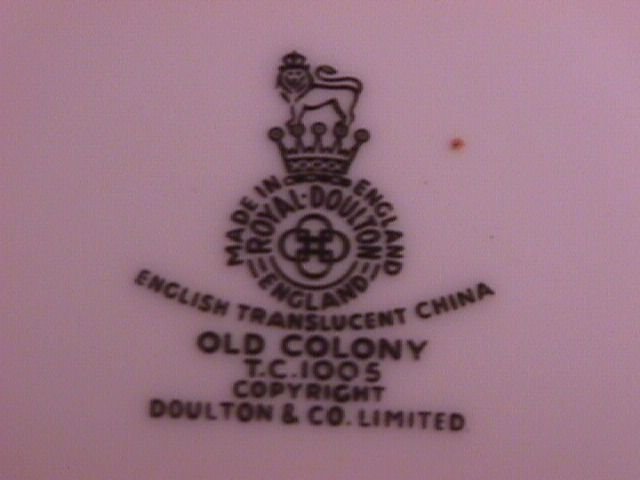 MADE IN ENGLAND
ROYAL·DOULTON
ENGLAND
ENGLISH TRANSLUCENT CHINA
OLD COLONY
T.C.1005
COPYRIGHT
DOULTON & CO. LIMITED